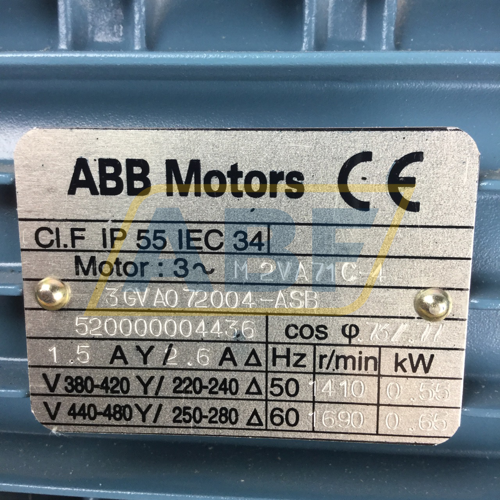 ABB Motors CE
Cl.F IP 55 IEC 34
Motor : 3~ M2VA71C-4
3GVA072004-ASB
520000004436 cos φ .73/.77
1.5 A Y/ 2.6 A Δ Hz r/min kW
V 380-420 Y/ 220-240 Δ 50 1410 0.55
V 440-480 Y/ 250-280 Δ 60 1690 0.65